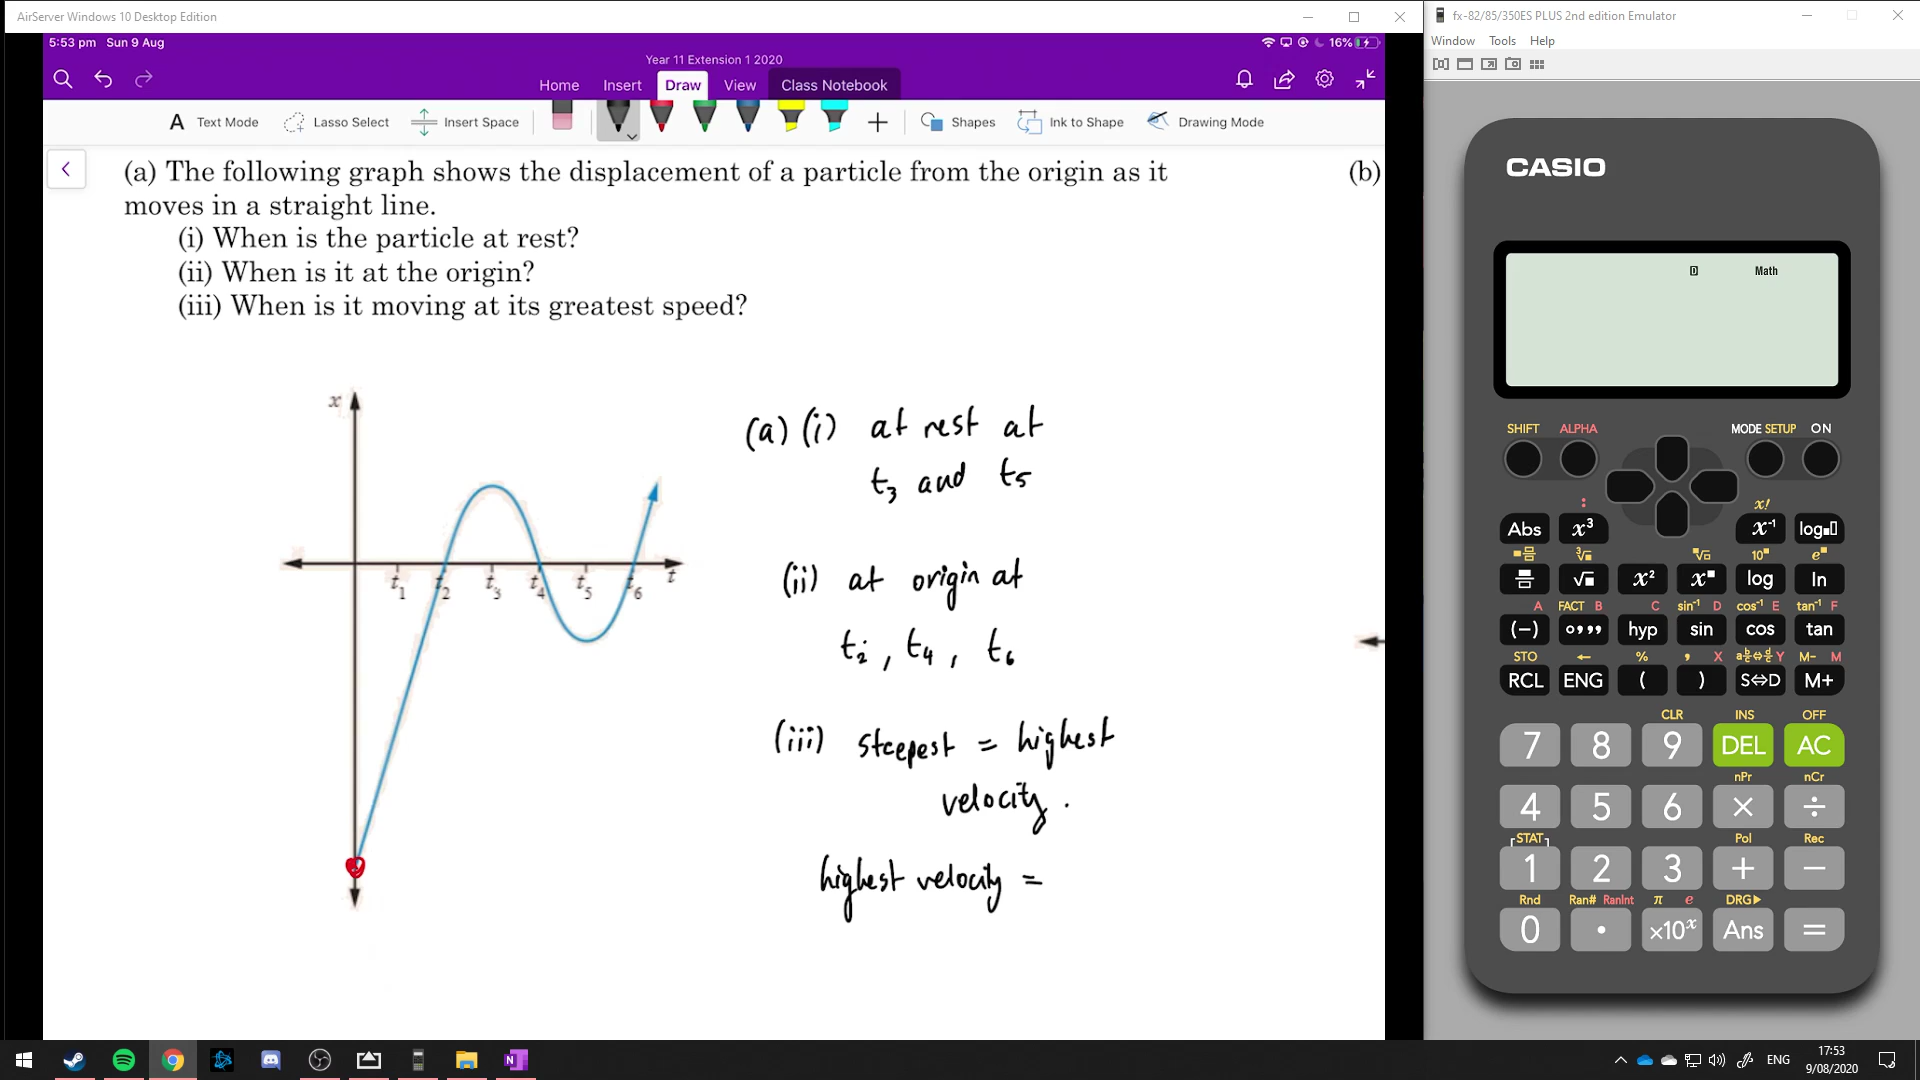 AirServer Windows 10 Desktop Edition
5:53 pm Sun 9 Aug
16%
Year 11 Extension 1 2020
Home Insert Draw View Class Notebook
A Text Mode Lasso Select Insert Space Shapes Ink to Shape Drawing Mode
(a) The following graph shows the displacement of a particle from the origin as it
moves in a straight line.
(i) When is the particle at rest?
(ii) When is it at the origin?
(iii) When is it moving at its greatest speed?
(b)
x
t₁ t₂ t₃ t₄ t₅ t₆ t
(a) (i) at rest at
t₃ and t₅
(ii) at origin at
t₂, t₄, t₆
(iii) steepest = highest
velocity.
highest velocity =
fx-82/85/350ES PLUS 2nd edition Emulator
Window Tools Help
CASIO
D Math
SHIFT ALPHA MODE SETUP ON
: x!
Abs x³ x⁻¹ log▯
³√■ ˣ√▯ 10■ e■
√■ x² x■ log ln
A FACT B C sin⁻¹ D cos⁻¹ E tan⁻¹ F
(−) °,,, hyp sin cos tan
STO ← % , X a b/c⇔d/c Y M− M
RCL ENG ( ) S⇔D M+
CLR INS OFF
7 8 9 DEL AC
nPr nCr
4 5 6 × ÷
STAT Pol Rec
1 2 3 + −
Rnd Ran# RanInt π e DRG▶
0 . ×10ˣ Ans =
ENG
17:53
9/08/2020